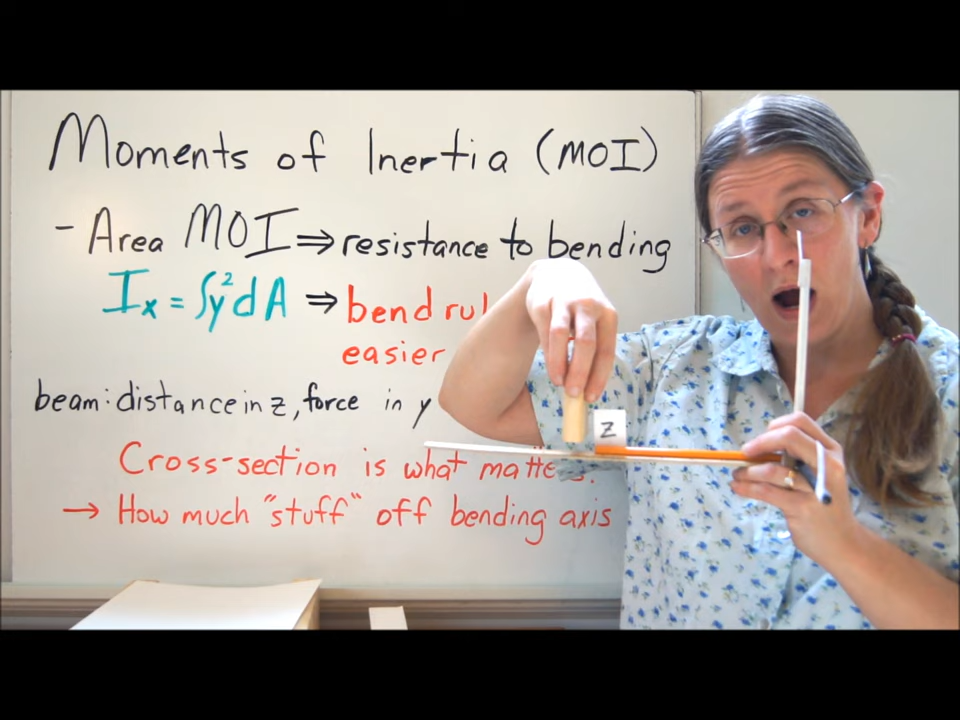 Moments of Inertia (MOI)
- Area MOI ⇒ resistance to bending
Ix = ∫y²dA ⇒ bend
easier
beam: distance in z, force in y
Z
Cross-section is what
→ How much "stuff" off bending axis